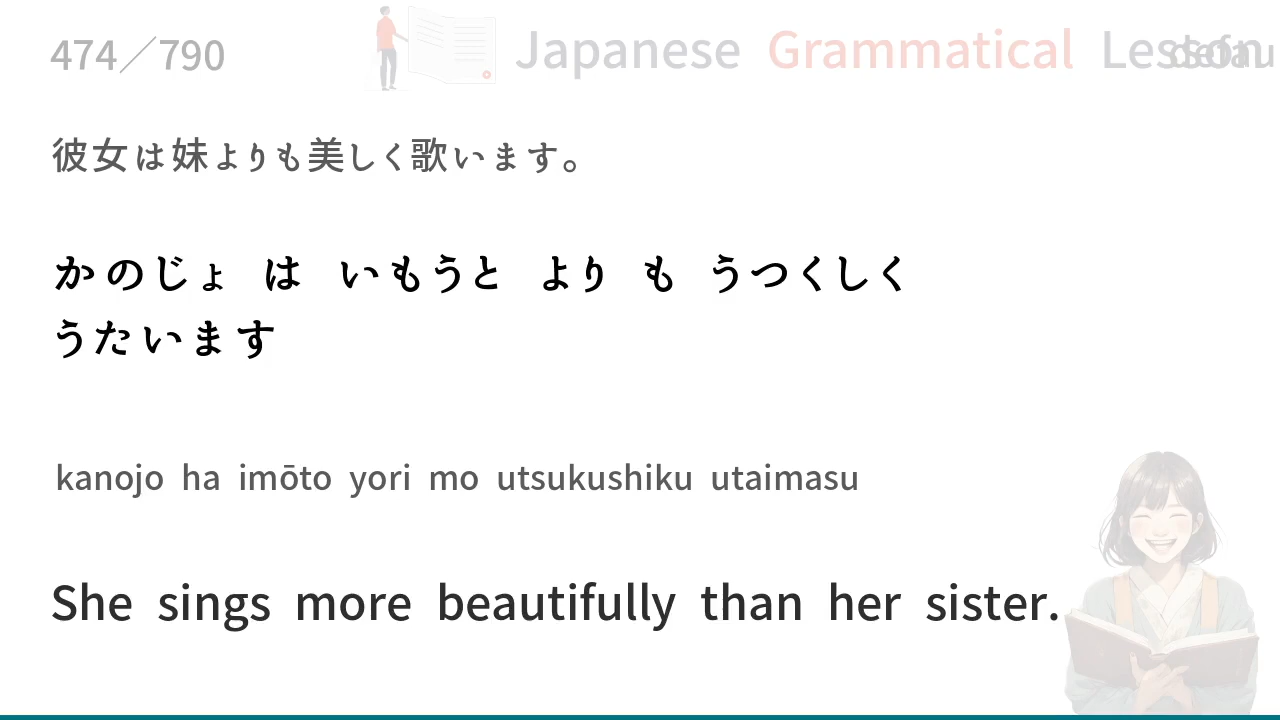 474／790
Japanese Grammatical Lesson
defau
彼女は妹よりも美しく歌います。
かのじょ は いもうと より も うつくしく
うたいます
kanojo ha imōto yori mo utsukushiku utaimasu
She sings more beautifully than her sister.